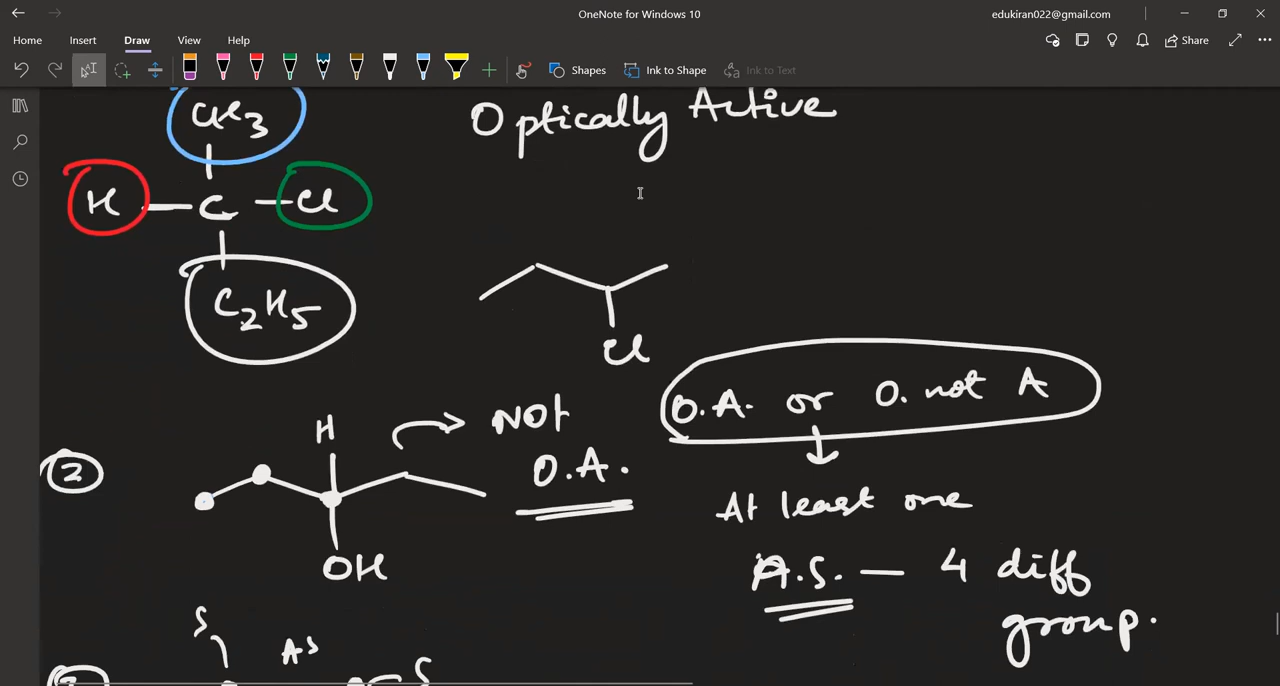 OneNote for Windows 10
edukiran022@gmail.com
Home Insert Draw View Help
Share
Shapes
Ink to Shape
Ink to Text
Optically Active
H — C — Cl
C2H5
Cl
O.A. or O. not A
H
NOT
O.A.
2
At least one
OH
A.S. — 4 diff
group.
S
AS
S